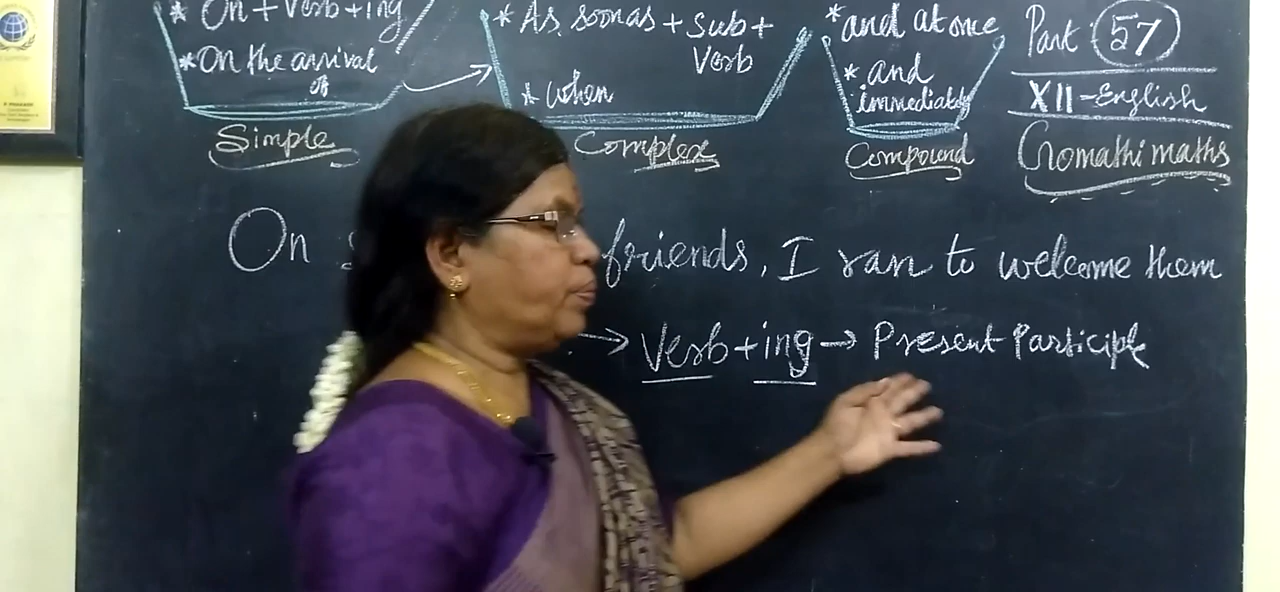 * On + Verb + ing
* On the arrival of
Simple
* As soon as + Sub + Verb
* when
Complex
* and at once
* and immediately
Compound
Part 57
XII - English
Gomathi maths
On friends, I ran to welcome them
→ Verb + ing → Present Participle